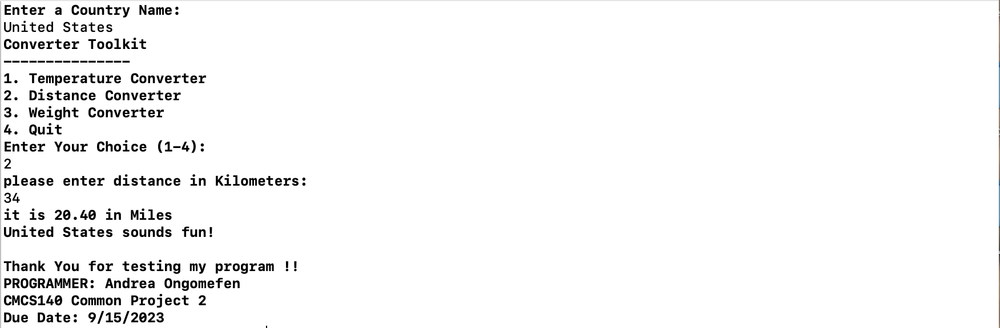 Enter a Country Name:
United States
Converter Toolkit
---------------
1. Temperature Converter
2. Distance Converter
3. Weight Converter
4. Quit
Enter Your Choice (1-4):
2
please enter distance in Kilometers:
34
it is 20.40 in Miles
United States sounds fun!

Thank You for testing my program !!
PROGRAMMER: Andrea Ongomefen
CMCS140 Common Project 2
Due Date: 9/15/2023